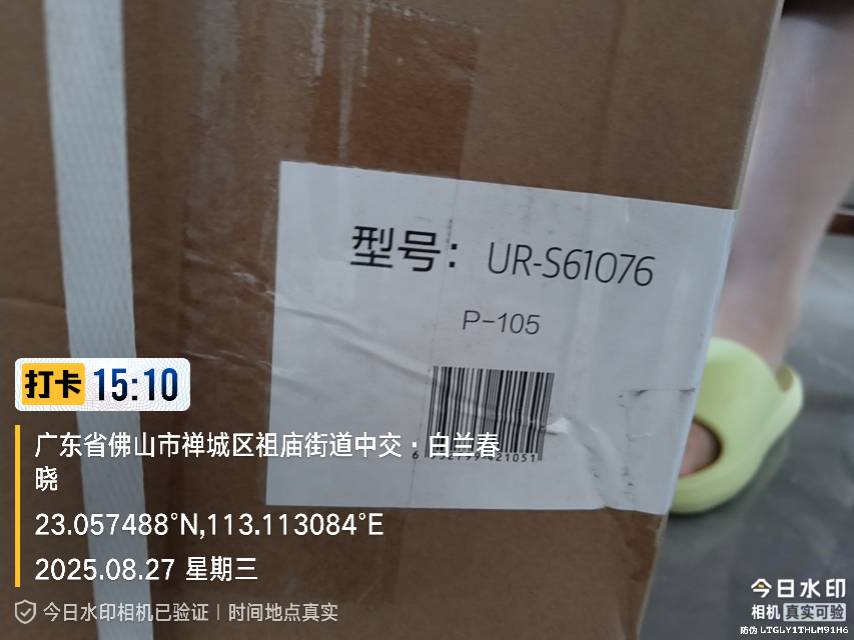 型号： UR-S61076
P-105
打卡 15:10
广东省佛山市禅城区祖庙街道中交·白兰春
晓
23.057488°N,113.113084°E
2025.08.27 星期三
今日水印相机已验证 | 时间地点真实
今日水印
相机 真实可验
防伪 LTGLY1THLM91H6